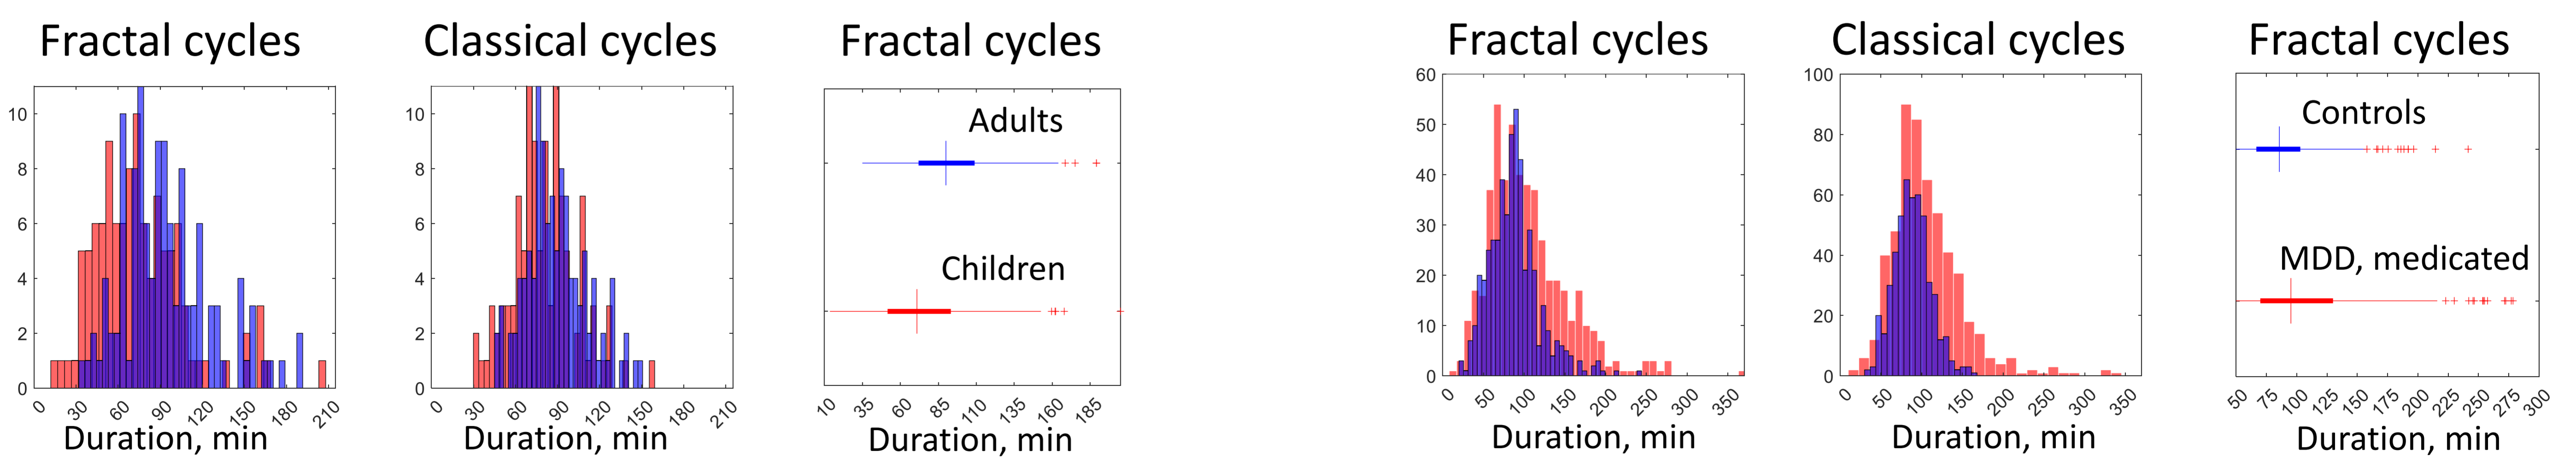 Fractal cycles
10
8
6
4
2
0
0 30 60 90 120 150 180 210
Duration, min
Classical cycles
10
8
6
4
2
0
0 30 60 90 120 150 180 210
Duration, min
Fractal cycles
Adults
Children
10 35 60 85 110 135 160 185
Duration, min
Fractal cycles
60
50
40
30
20
10
0
0 50 100 150 200 250 300 350
Duration, min
Classical cycles
100
80
60
40
20
0
0 50 100 150 200 250 300 350
Duration, min
Fractal cycles
Controls
MDD, medicated
50 75 100 125 150 175 200 225 250 275 300
Duration, min